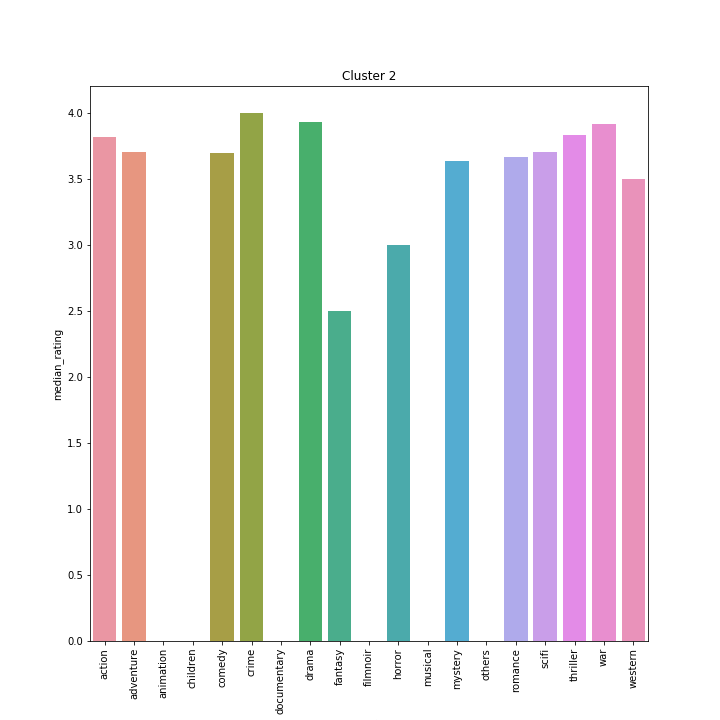 Cluster 2
median_rating
4.0
3.5
3.0
2.5
2.0
1.5
1.0
0.5
0.0
action
adventure
animation
children
comedy
crime
documentary
drama
fantasy
filmnoir
horror
musical
mystery
others
romance
scifi
thriller
war
western